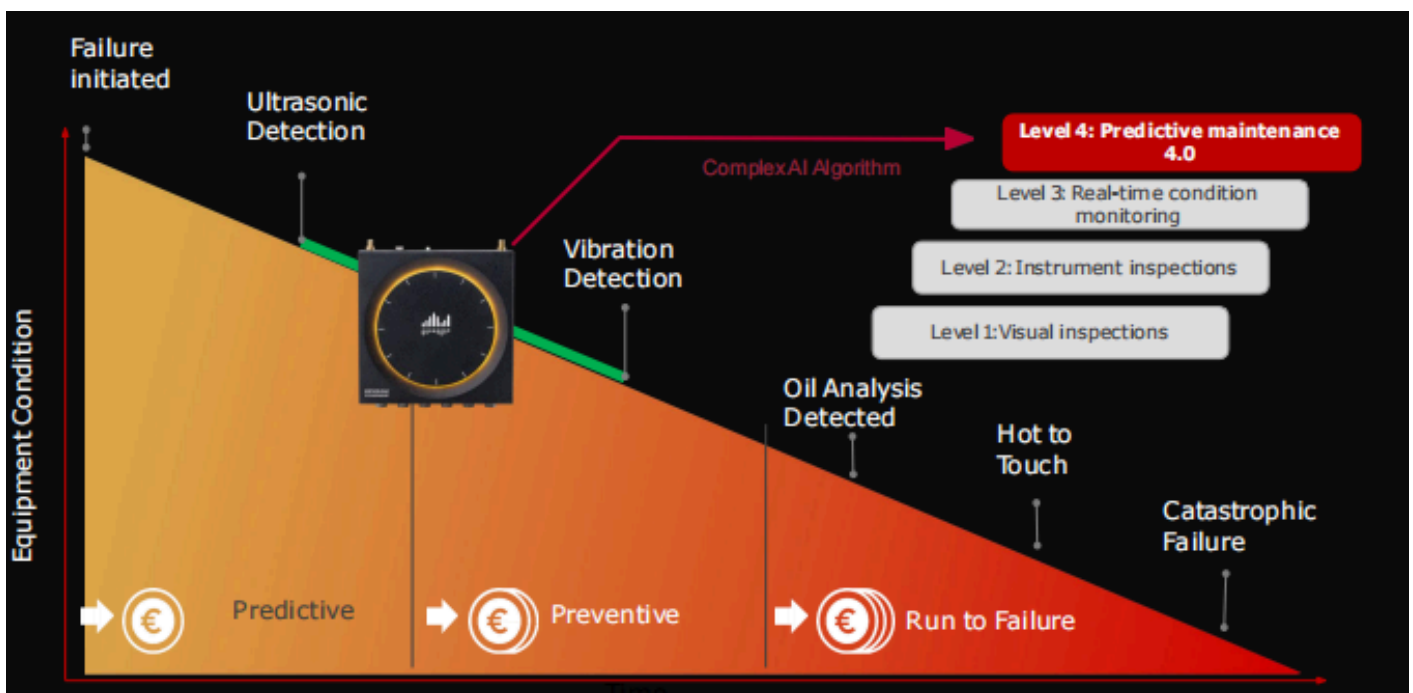 Failure
initiated
Ultrasonic
Detection
Level 4: Predictive maintenance
4.0
Complex AI Algorithm
Level 3: Real-time condition
monitoring
Vibration
Detection
Level 2: Instrument inspections
Level 1: Visual inspections
Equipment Condition
Oil Analysis
Detected
Hot to
Touch
Catastrophic
Failure
€
Predictive
€
Preventive
€
Run to Failure